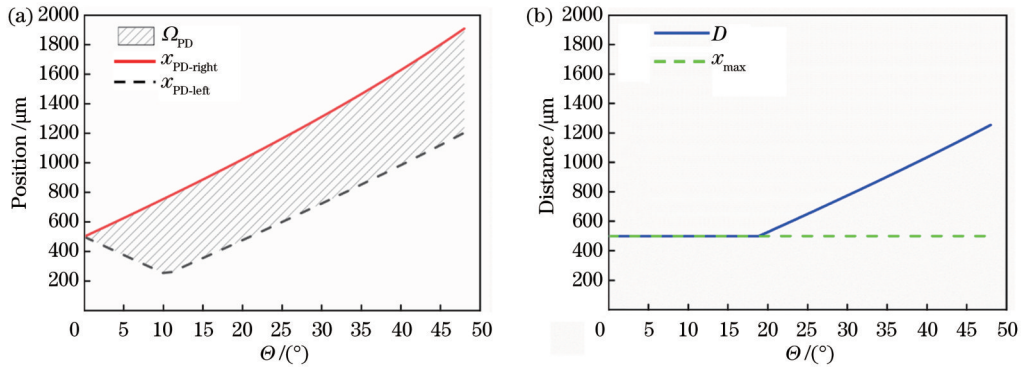 (a)
2000
1800
1600
1400
1200
1000
800
600
400
200
Position /μm
Ω_PD
x_PD-right
x_PD-left
0 5 10 15 20 25 30 35 40 45 50
Θ /(°)
(b)
2000
1800
1600
1400
1200
1000
800
600
400
200
Distance /μm
D
x_max
0 5 10 15 20 25 30 35 40 45 50
Θ /(°)